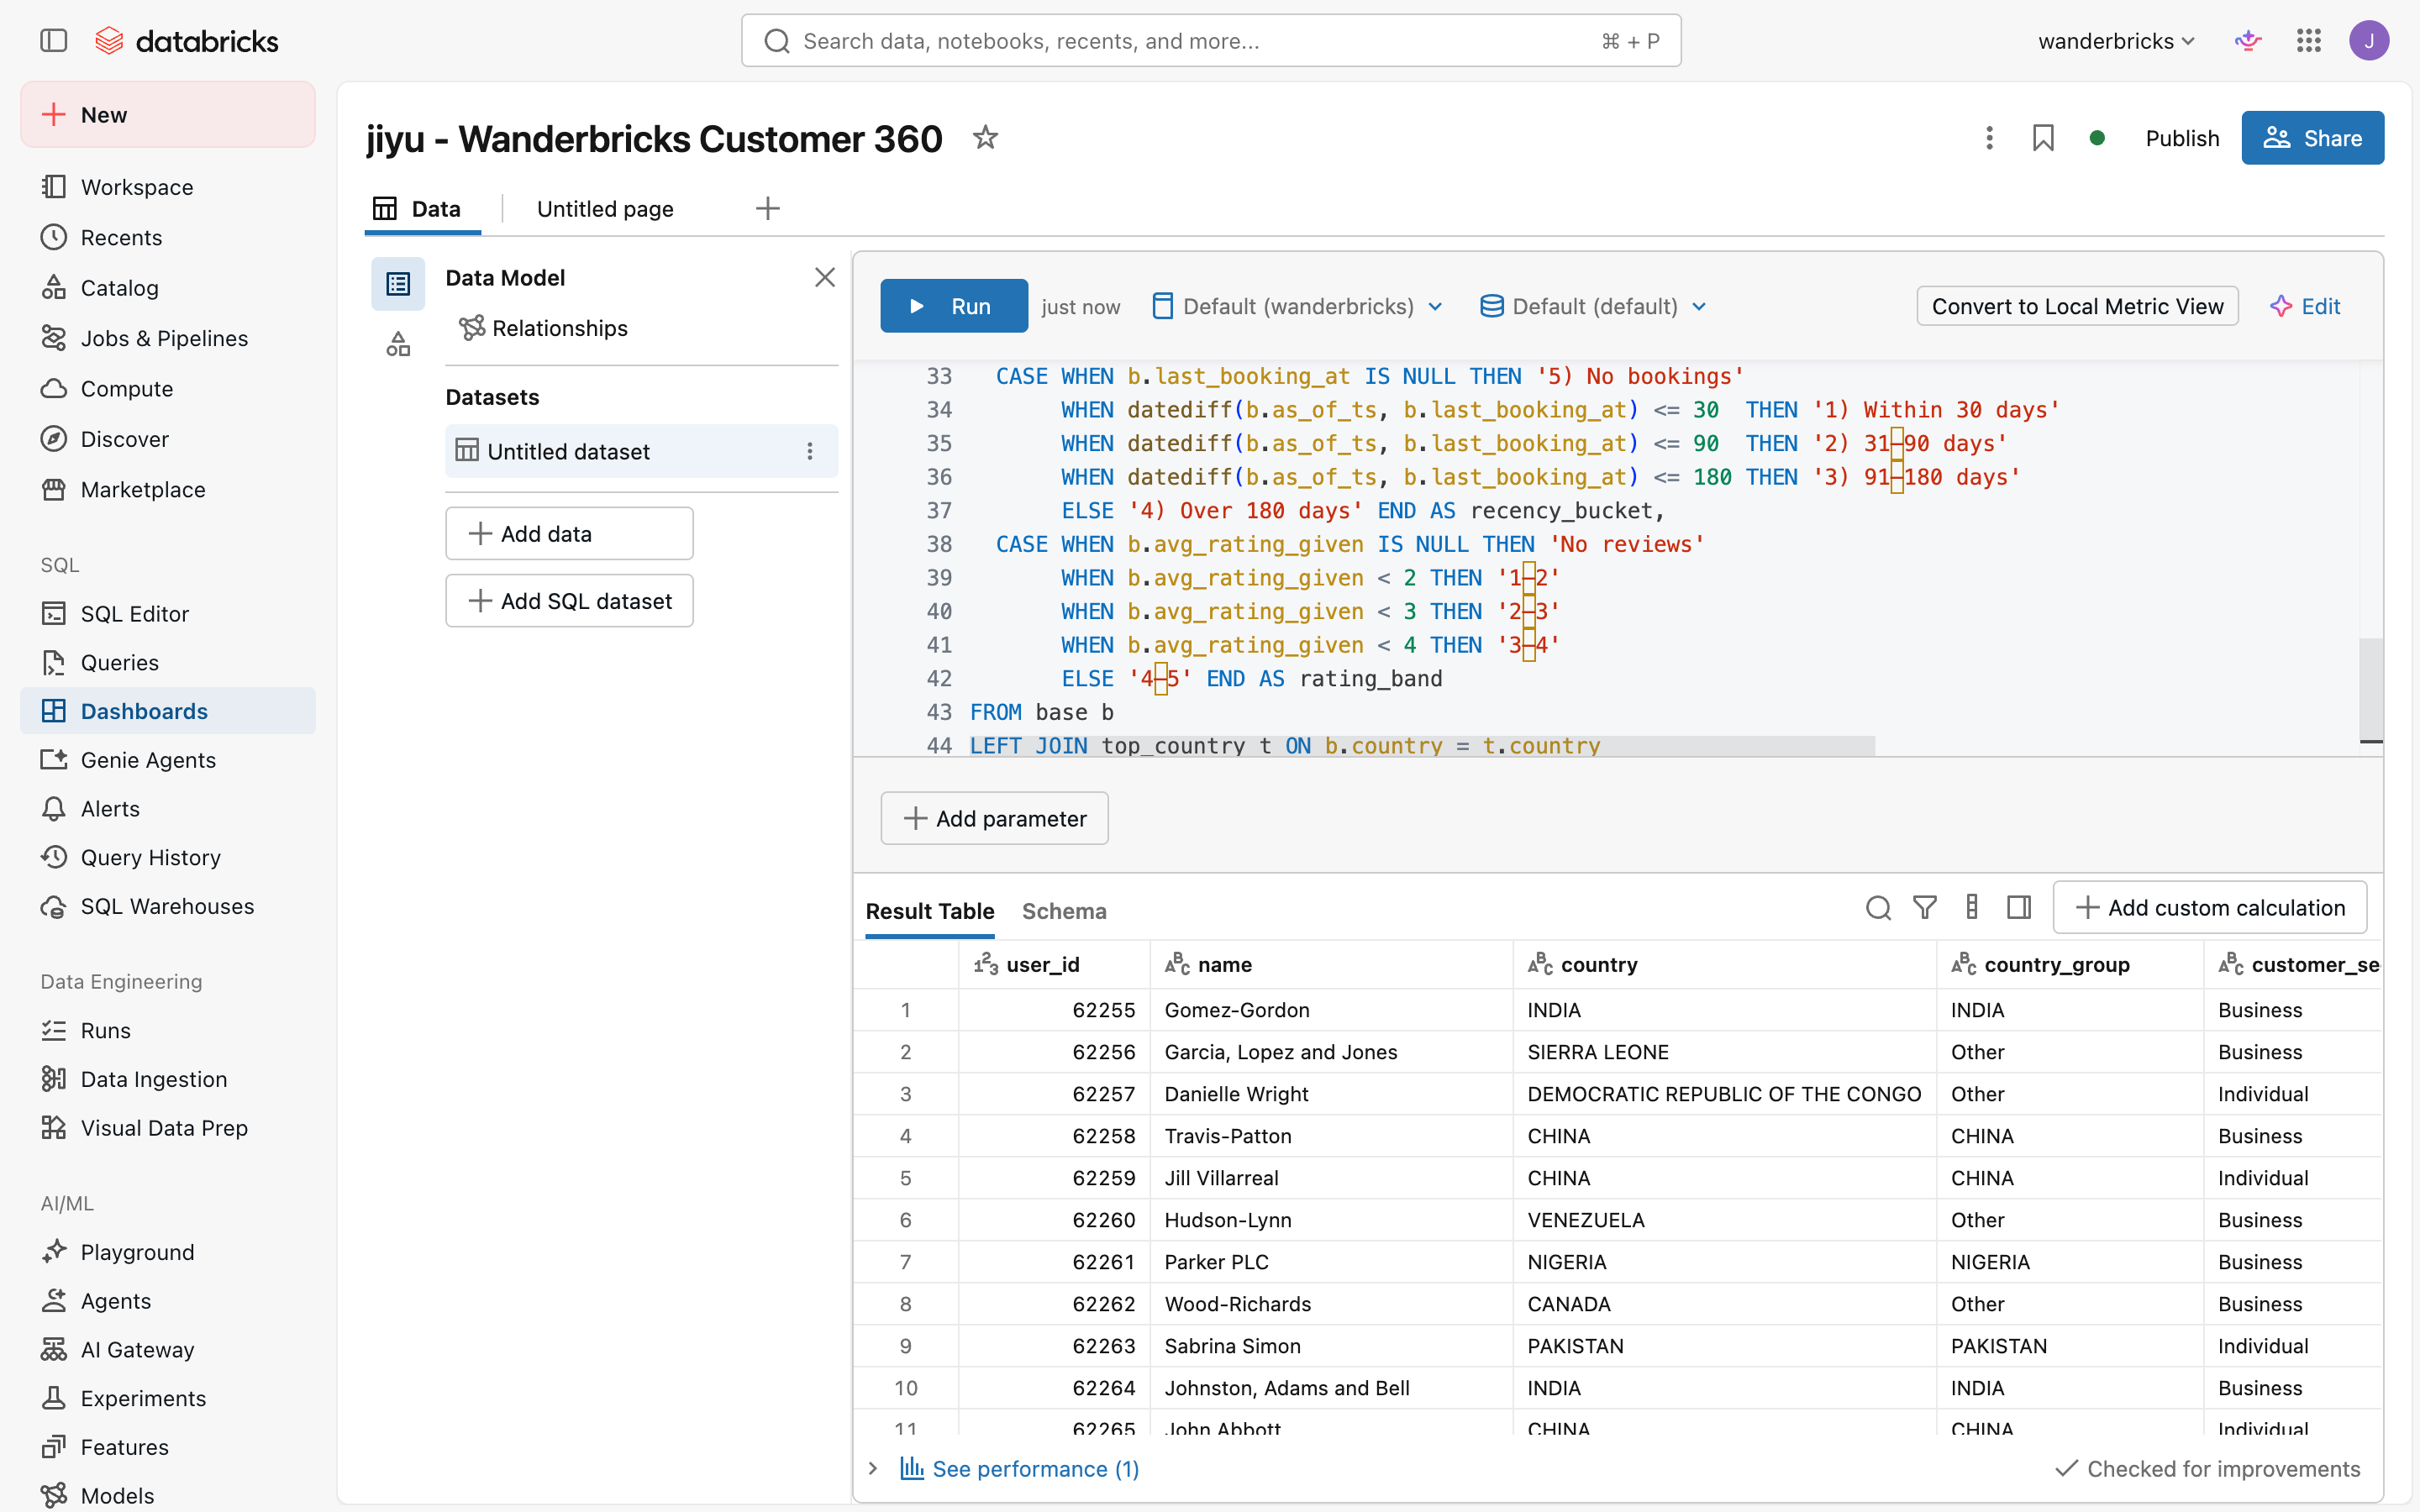 databricks
Search data, notebooks, recents, and more...
⌘ + P
wanderbricks
J
New
Workspace
Recents
Catalog
Jobs & Pipelines
Compute
Discover
Marketplace
SQL
SQL Editor
Queries
Dashboards
Genie Agents
Alerts
Query History
SQL Warehouses
Data Engineering
Runs
Data Ingestion
Visual Data Prep
AI/ML
Playground
Agents
AI Gateway
Experiments
Features
Models
jiyu - Wanderbricks Customer 360
Publish
Share
Data
Untitled page
Data Model
Relationships
Datasets
Untitled dataset
Add data
Add SQL dataset
Run just now Default (wanderbricks) Default (default)
Convert to Local Metric View
Edit
33 CASE WHEN b.last_booking_at IS NULL THEN '5) No bookings'
34 WHEN datediff(b.as_of_ts, b.last_booking_at) <= 30 THEN '1) Within 30 days'
35 WHEN datediff(b.as_of_ts, b.last_booking_at) <= 90 THEN '2) 31–90 days'
36 WHEN datediff(b.as_of_ts, b.last_booking_at) <= 180 THEN '3) 91–180 days'
37 ELSE '4) Over 180 days' END AS recency_bucket,
38 CASE WHEN b.avg_rating_given IS NULL THEN 'No reviews'
39 WHEN b.avg_rating_given < 2 THEN '1–2'
40 WHEN b.avg_rating_given < 3 THEN '2–3'
41 WHEN b.avg_rating_given < 4 THEN '3–4'
42 ELSE '4–5' END AS rating_band
43 FROM base b
44 LEFT JOIN top_country t ON b.country = t.country
Add parameter
Result Table
Schema
Add custom calculation
123 user_id ABC name ABC country ABC country_group ABC customer_se
1 62255 Gomez-Gordon INDIA INDIA Business
2 62256 Garcia, Lopez and Jones SIERRA LEONE Other Business
3 62257 Danielle Wright DEMOCRATIC REPUBLIC OF THE CONGO Other Individual
4 62258 Travis-Patton CHINA CHINA Business
5 62259 Jill Villarreal CHINA CHINA Individual
6 62260 Hudson-Lynn VENEZUELA Other Business
7 62261 Parker PLC NIGERIA NIGERIA Business
8 62262 Wood-Richards CANADA Other Business
9 62263 Sabrina Simon PAKISTAN PAKISTAN Individual
10 62264 Johnston, Adams and Bell INDIA INDIA Business
11 62265 John Abbott CHINA CHINA Individual
See performance (1)
Checked for improvements